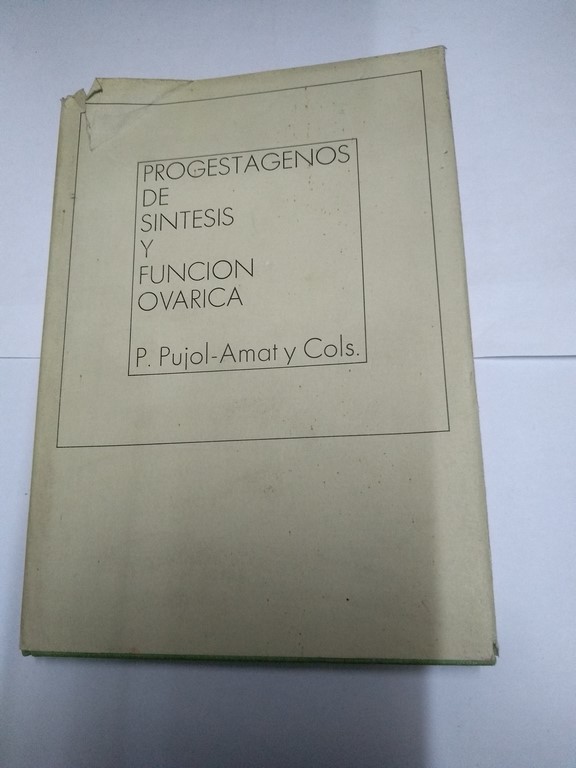 PROGESTAGENOS
DE
SINTESIS
Y
FUNCION
OVARICA
P. Pujol-Amat y Cols.